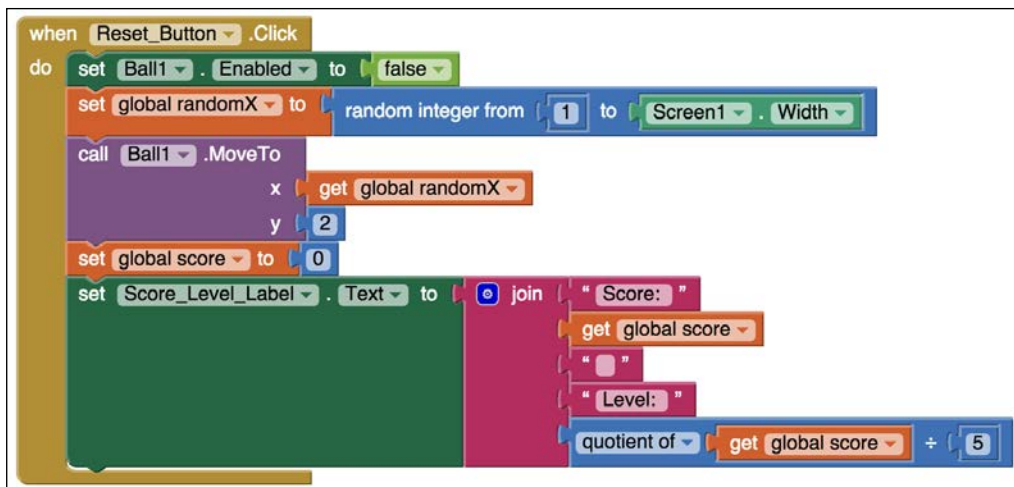 when Reset_Button .Click
do set Ball1 . Enabled to false
set global randomX to random integer from 1 to Screen1 . Width
call Ball1 .MoveTo
x get global randomX
y 2
set global score to 0
set Score_Level_Label . Text to join " Score: "
get global score
" "
" Level: "
quotient of get global score ÷ 5